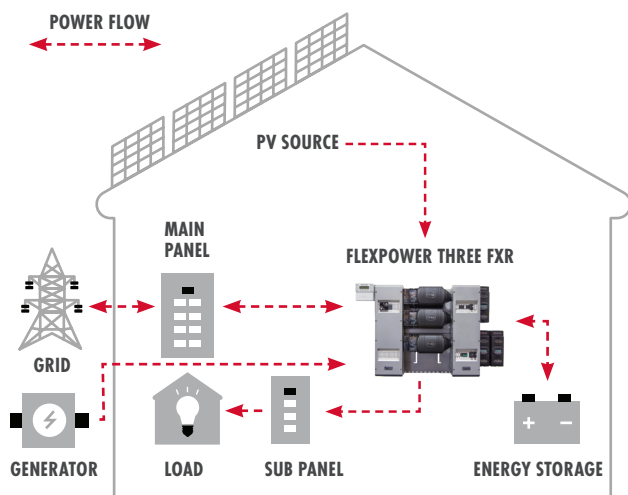 POWER FLOW
PV SOURCE
MAIN
PANEL
FLEXPOWER THREE FXR
GRID
GENERATOR
LOAD
SUB PANEL
ENERGY STORAGE